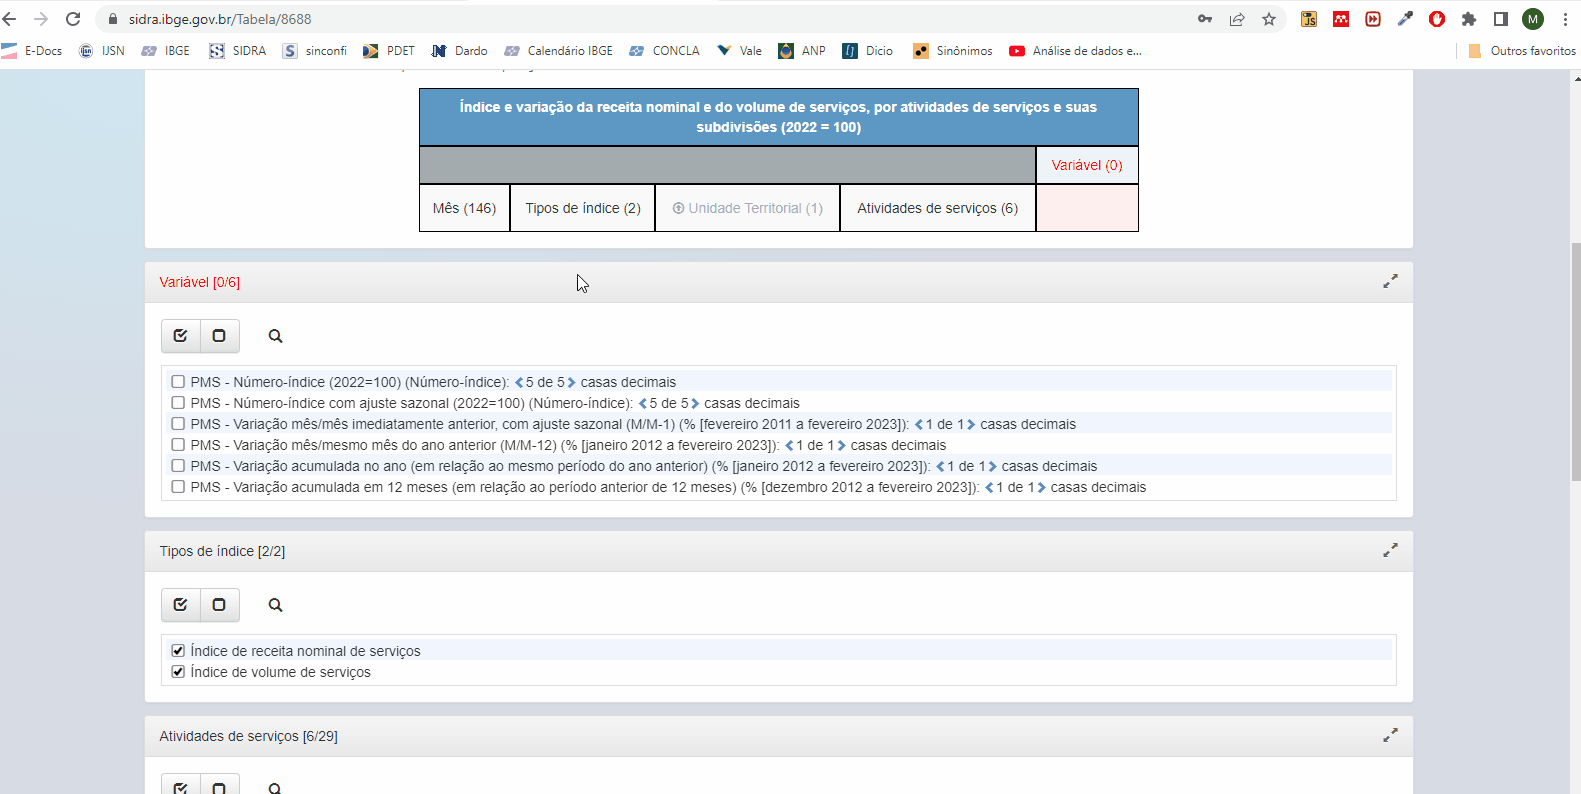 sidra.ibge.gov.br/Tabela/8688
M
E-Docs IJSN IBGE SIDRA S sinconfi PDET Dardo Calendário IBGE CONCLA Vale ANP Dicio Sinônimos Análise de dados e... Outros favoritos
Índice e variação da receita nominal e do volume de serviços, por atividades de serviços e suas
subdivisões (2022 = 100)
Variável (0)
Mês (146) Tipos de índice (2) Unidade Territorial (1) Atividades de serviços (6)
Variável [0/6]
PMS - Número-índice (2022=100) (Número-índice): 5 de 5 casas decimais
PMS - Número-índice com ajuste sazonal (2022=100) (Número-índice): 5 de 5 casas decimais
PMS - Variação mês/mês imediatamente anterior, com ajuste sazonal (M/M-1) (% [fevereiro 2011 a fevereiro 2023]): 1 de 1 casas decimais
PMS - Variação mês/mesmo mês do ano anterior (M/M-12) (% [janeiro 2012 a fevereiro 2023]): 1 de 1 casas decimais
PMS - Variação acumulada no ano (em relação ao mesmo período do ano anterior) (% [janeiro 2012 a fevereiro 2023]): 1 de 1 casas decimais
PMS - Variação acumulada em 12 meses (em relação ao período anterior de 12 meses) (% [dezembro 2012 a fevereiro 2023]): 1 de 1 casas decimais
Tipos de índice [2/2]
Índice de receita nominal de serviços
Índice de volume de serviços
Atividades de serviços [6/29]